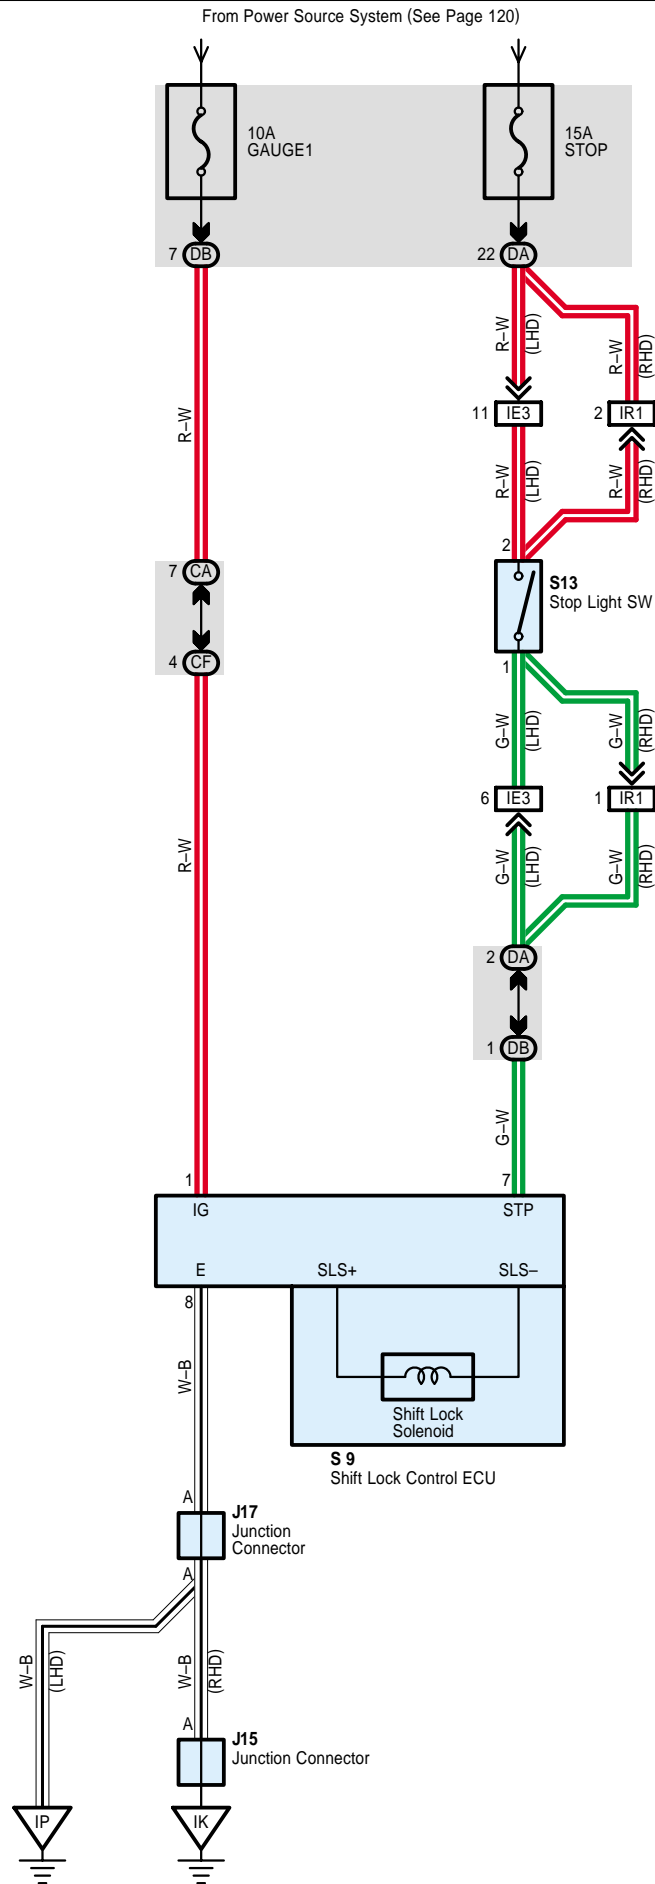 From Power Source System (See Page 120)
10A
GAUGE1
15A
STOP
7
DB
22
DA
R–W
(LHD)
R–W
(RHD)
11
IE3
2
IR1
R–W
R–W
(LHD)
R–W
(RHD)
2
7
CA
S13
Stop Light SW
4
CF
1
G–W
(LHD)
G–W
(RHD)
6
IE3
1
IR1
R–W
G–W
(LHD)
G–W
(RHD)
2
DA
1
DB
G–W
1
7
IG
STP
E
SLS+
SLS–
8
W–B
Shift Lock
Solenoid
S 9
Shift Lock Control ECU
A
J17
Junction
Connector
A
W–B
(LHD)
W–B
(RHD)
A
J15
Junction Connector
IP
IK